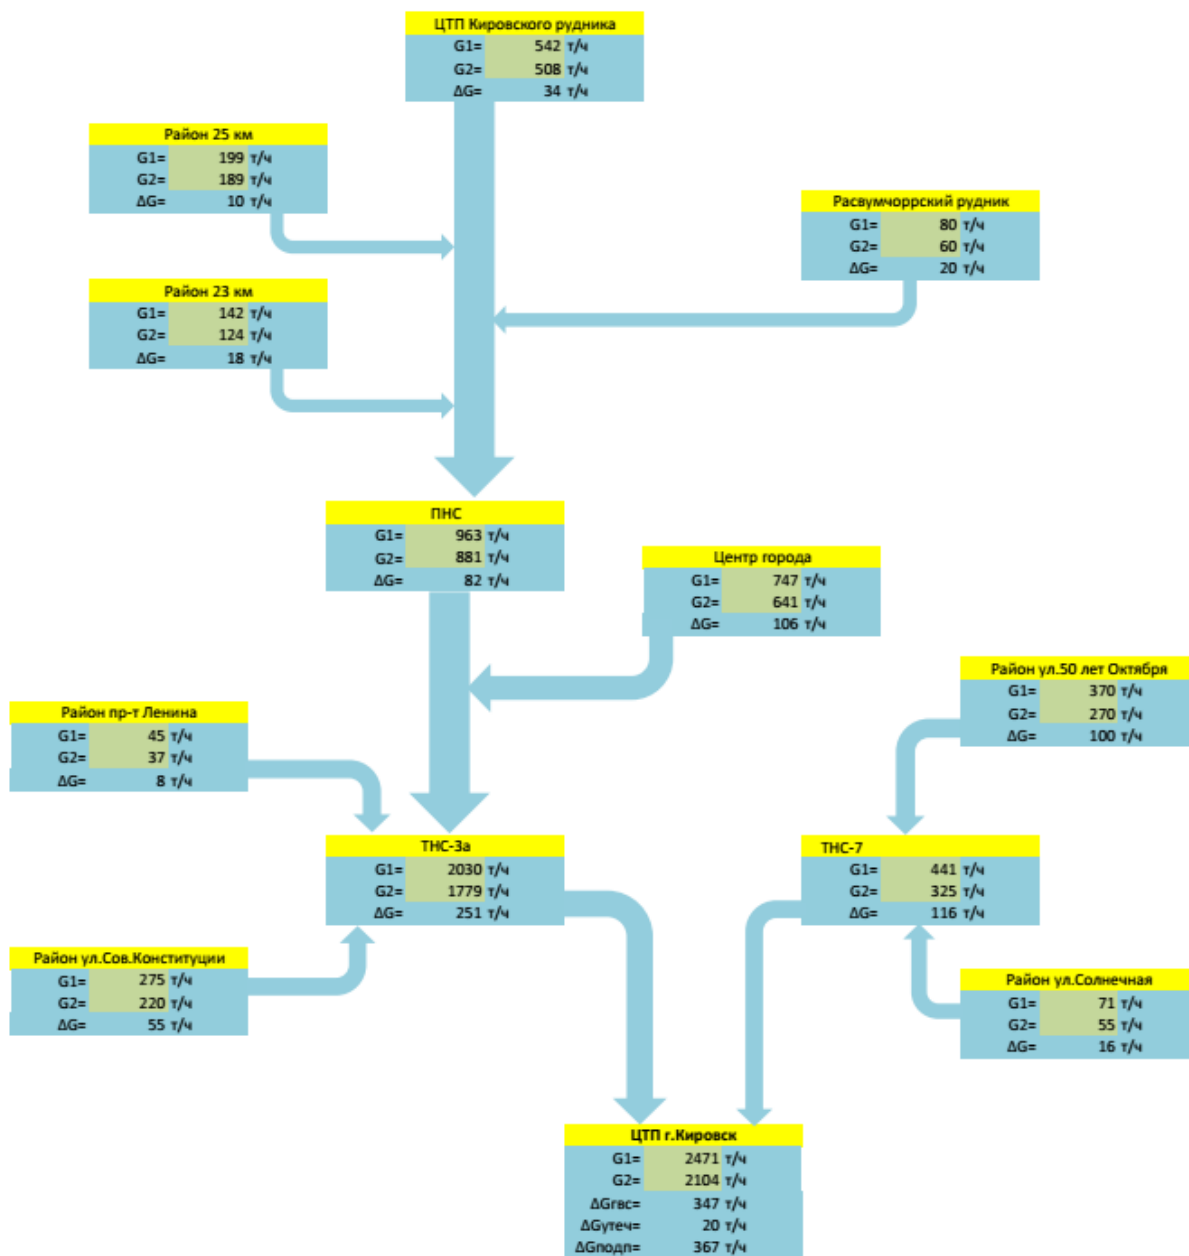 ЦТП Кировского рудника
G1= 542 т/ч
G2= 508 т/ч
ΔG= 34 т/ч
Район 25 км
G1= 199 т/ч
G2= 189 т/ч
ΔG= 10 т/ч
Расвумчоррский рудник
G1= 80 т/ч
G2= 60 т/ч
ΔG= 20 т/ч
Район 23 км
G1= 142 т/ч
G2= 124 т/ч
ΔG= 18 т/ч
ПНС
G1= 963 т/ч
G2= 881 т/ч
ΔG= 82 т/ч
Центр города
G1= 747 т/ч
G2= 641 т/ч
ΔG= 106 т/ч
Район ул.50 лет Октября
G1= 370 т/ч
G2= 270 т/ч
ΔG= 100 т/ч
Район пр-т Ленина
G1= 45 т/ч
G2= 37 т/ч
ΔG= 8 т/ч
ТНС-3а
G1= 2030 т/ч
G2= 1779 т/ч
ΔG= 251 т/ч
ТНС-7
G1= 441 т/ч
G2= 325 т/ч
ΔG= 116 т/ч
Район ул.Сов.Конституции
G1= 275 т/ч
G2= 220 т/ч
ΔG= 55 т/ч
Район ул.Солнечная
G1= 71 т/ч
G2= 55 т/ч
ΔG= 16 т/ч
ЦТП г.Кировск
G1= 2471 т/ч
G2= 2104 т/ч
ΔGгвс= 347 т/ч
ΔGутеч= 20 т/ч
ΔGподп= 367 т/ч